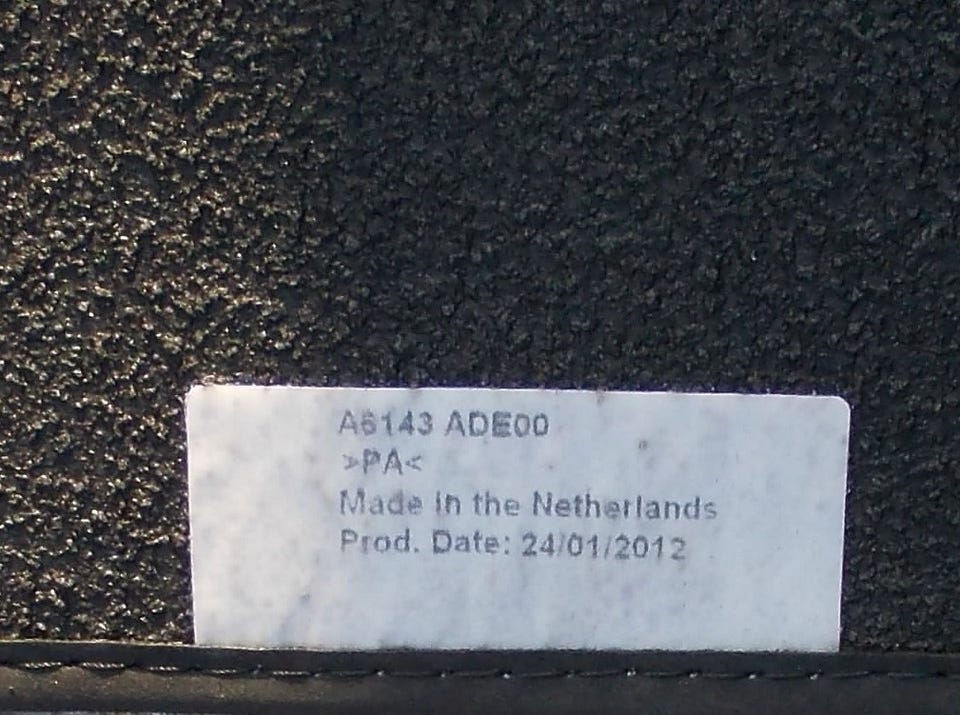 A6143 ADE00
>PA<
Made in the Netherlands
Prod. Date: 24/01/2012